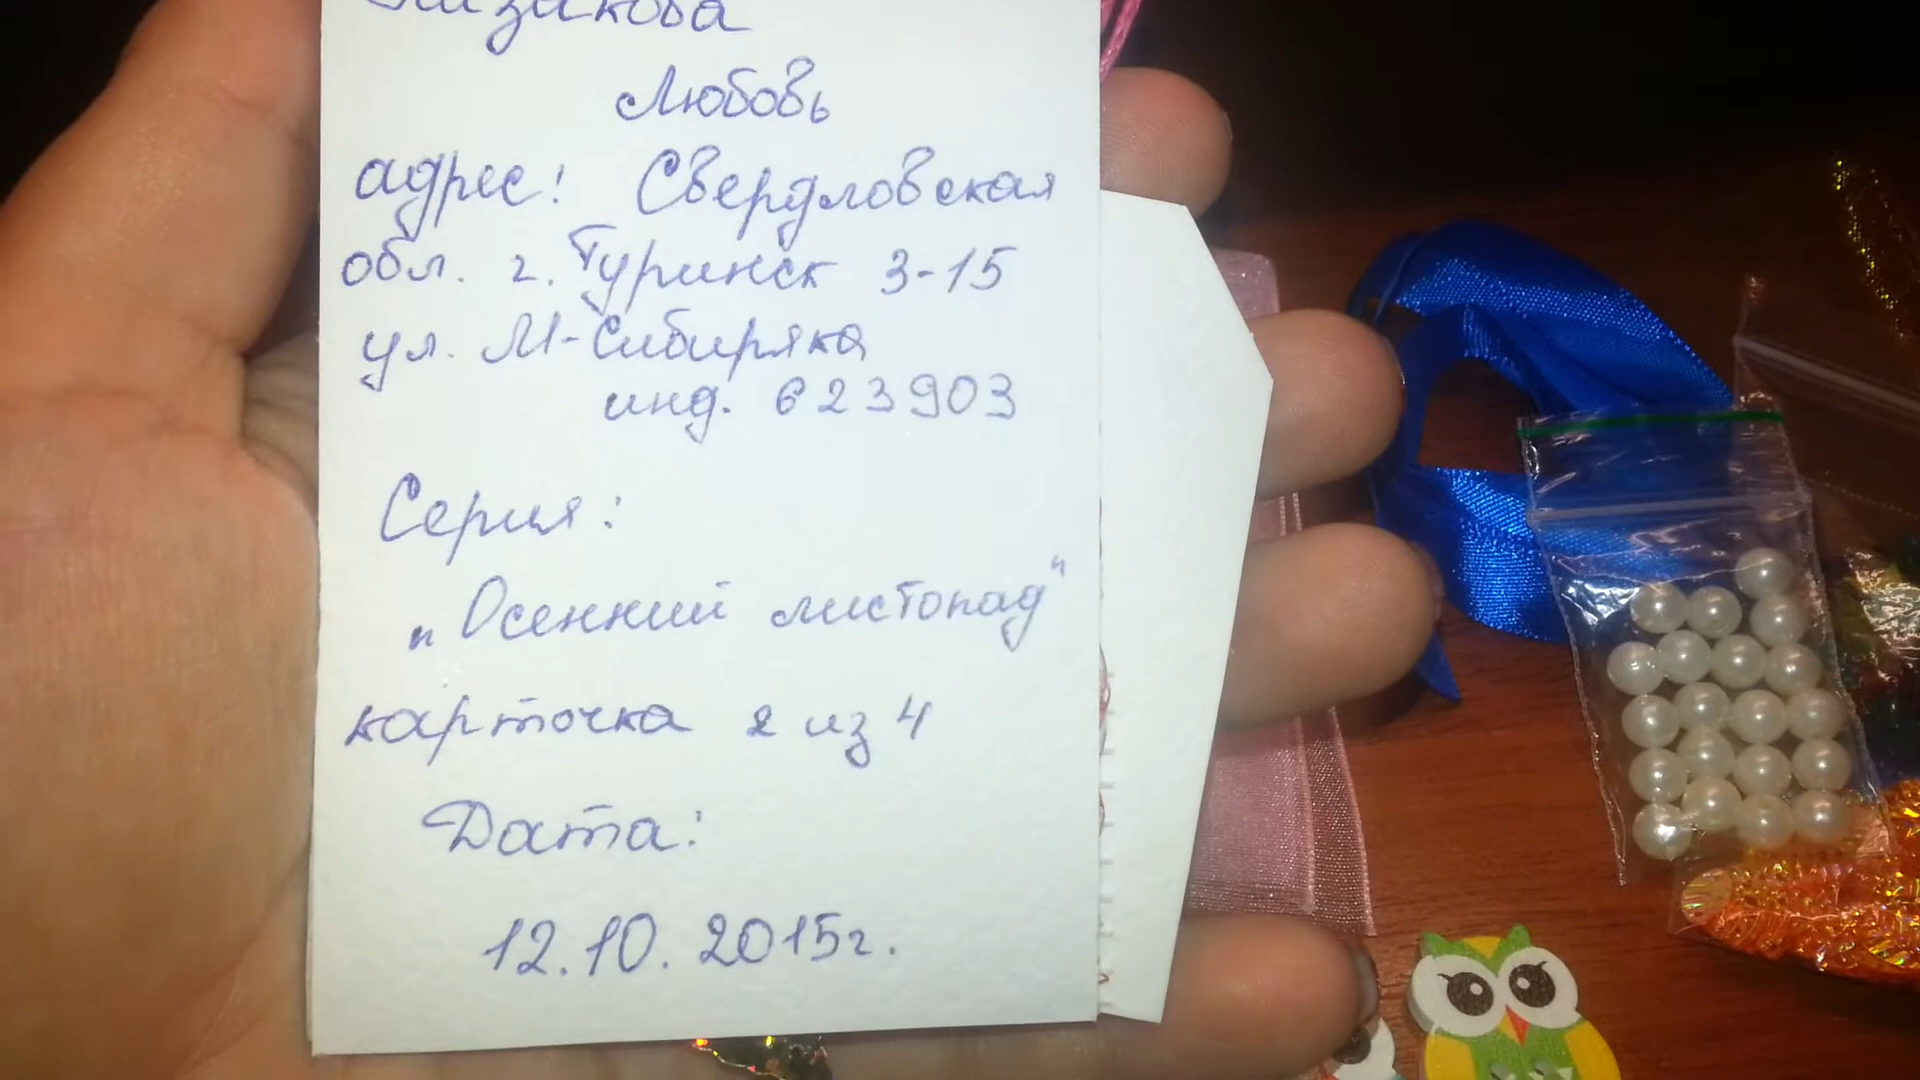 Любовь
адрес: Свердловская
обл. г. Туринск 3-15
ул. М-Сибиряка
инд. 623903
Серия:
„Осенний листопад"
карточка 2 из 4
Дата:
12.10.2015г.